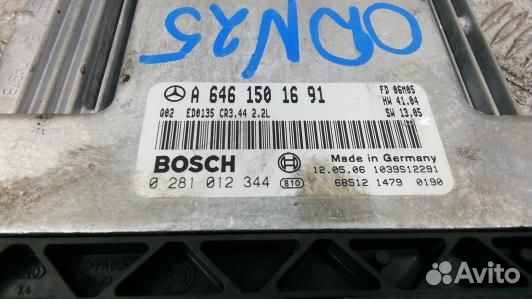 ORN25
A 646 150 16 91
FD 06M05
HW 41.04
SW 13.05
Q02 ED0135 CR3.44 2.2L
BOSCH
Made in Germany
0 281 012 344 810
12.05.06 1039S12291
68512 1479 0190
Avito